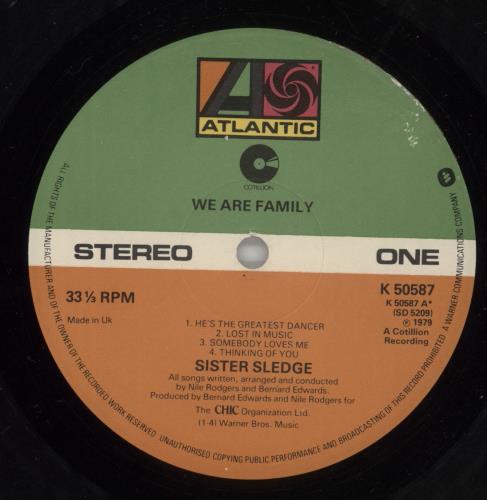 ATLANTIC
COTILLION
WE ARE FAMILY
STEREO
ONE
33 ⅓ RPM
Made in Uk
K 50587
K 50587 A*
(SD 5209)
℗ 1979
A Cotillion
Recording
1. HE'S THE GREATEST DANCER
2. LOST IN MUSIC
3. SOMEBODY LOVES ME
4. THINKING OF YOU
SISTER SLEDGE
All songs written, arranged and conducted
by Nile Rodgers and Bernard Edwards.
Produced by Bernard Edwards and Nile Rodgers for
The CHIC Organization Ltd.
(1-4) Warner Bros. Music
ALL RIGHTS OF THE MANUFACTURER AND OF THE OWNER OF THE RECORDED WORK RESERVED UNAUTHORISED COPYING PUBLIC PERFORMANCE AND BROADCASTING OF THIS RECORD PROHIBITED A WARNER COMMUNICATIONS COMPANY